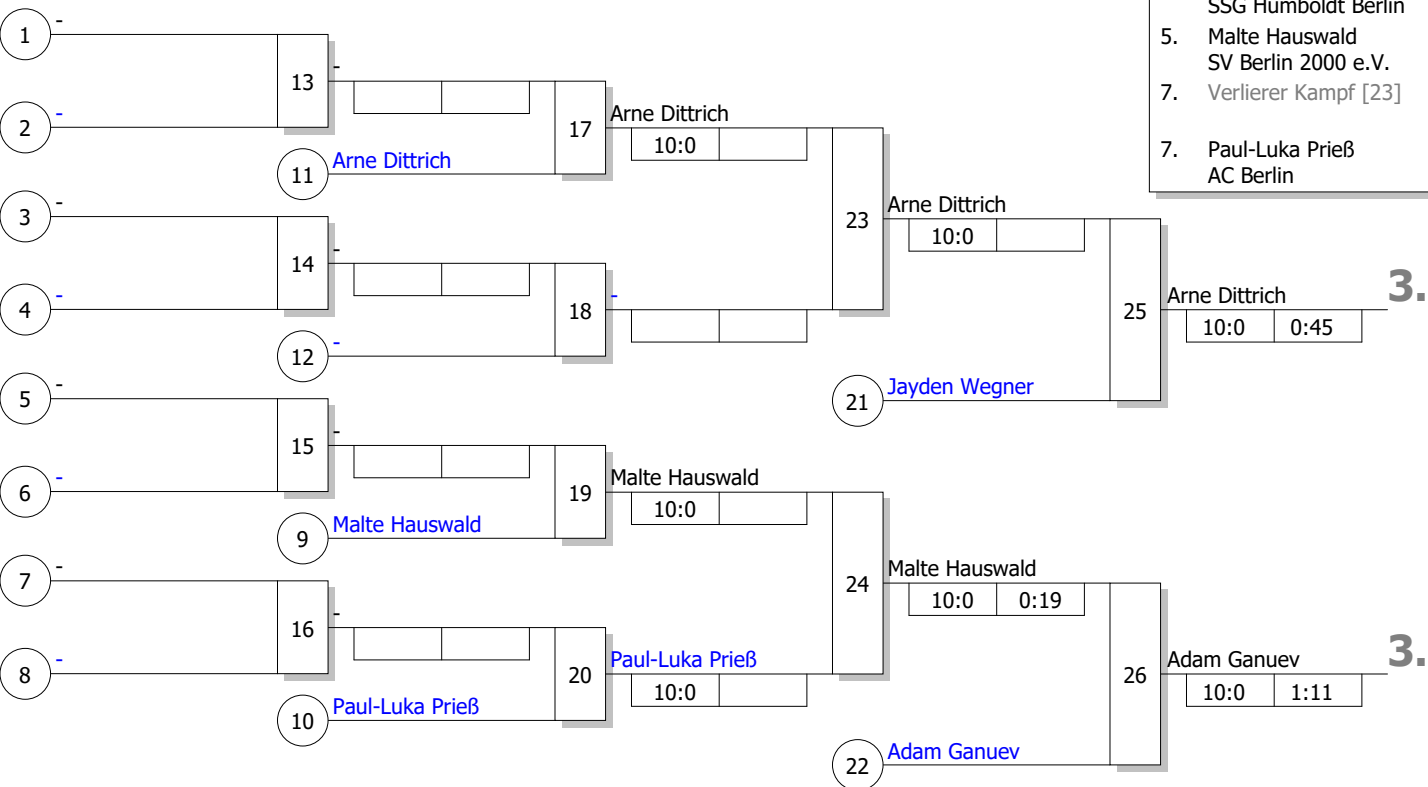 SSG Humboldt Berlin
5. Malte Hauswald
SV Berlin 2000 e.V.
7. Verlierer Kampf [23]
7. Paul-Luka Prieß
AC Berlin
1 -
2 -
13 -
17 Arne Dittrich
10:0
11 Arne Dittrich
3 -
4 -
14 -
18 -
12 -
23 Arne Dittrich
10:0
25 Arne Dittrich 3.
10:0 0:45
21 Jayden Wegner
5 -
6 -
15 -
19 Malte Hauswald
10:0
9 Malte Hauswald
7 -
8 -
16 -
20 Paul-Luka Prieß
10:0
10 Paul-Luka Prieß
24 Malte Hauswald
10:0 0:19
26 Adam Ganuev 3.
10:0 1:11
22 Adam Ganuev